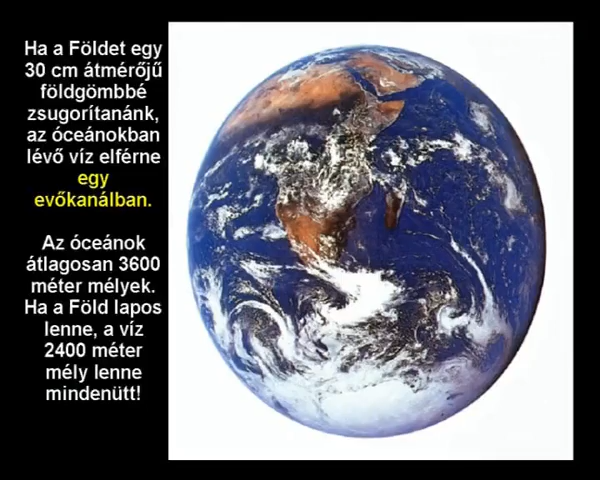 Ha a Földet egy
30 cm átmérőjű
földgömbbé
zsugorítanánk,
az óceánokban
lévő víz elférne
egy
evőkanálban.
Az óceánok
átlagosan 3600
méter mélyek.
Ha a Föld lapos
lenne, a víz
2400 méter
mély lenne
mindenütt!